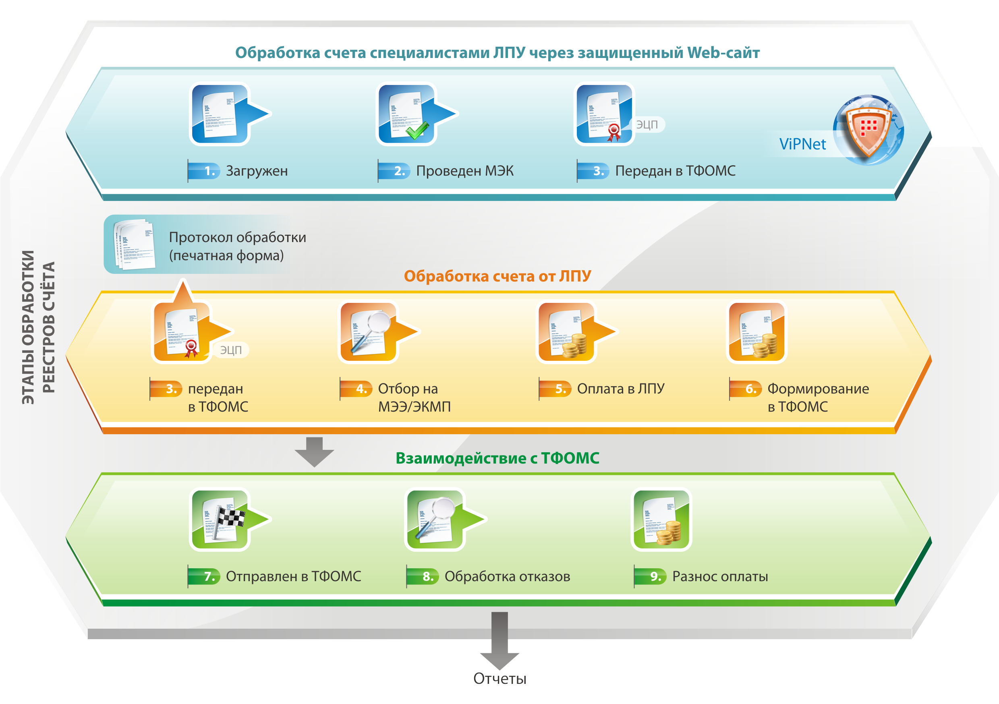 Обработка счета специалистами ЛПУ через защищенный Web-сайт
ЭЦП
ViPNet
1. Загружен
2. Проведен МЭК
3. Передан в ТФОМС
Протокол обработки
(печатная форма)
ЭТАПЫ ОБРАБОТКИ
РЕЕСТРОВ СЧЁТА
Обработка счета от ЛПУ
ЭЦП
3. передан
в ТФОМС
4. Отбор на
МЭЭ/ЭКМП
5. Оплата в ЛПУ
6. Формирование
в ТФОМС
Взаимодействие с ТФОМС
7. Отправлен в ТФОМС
8. Обработка отказов
9. Разнос оплаты
Отчеты